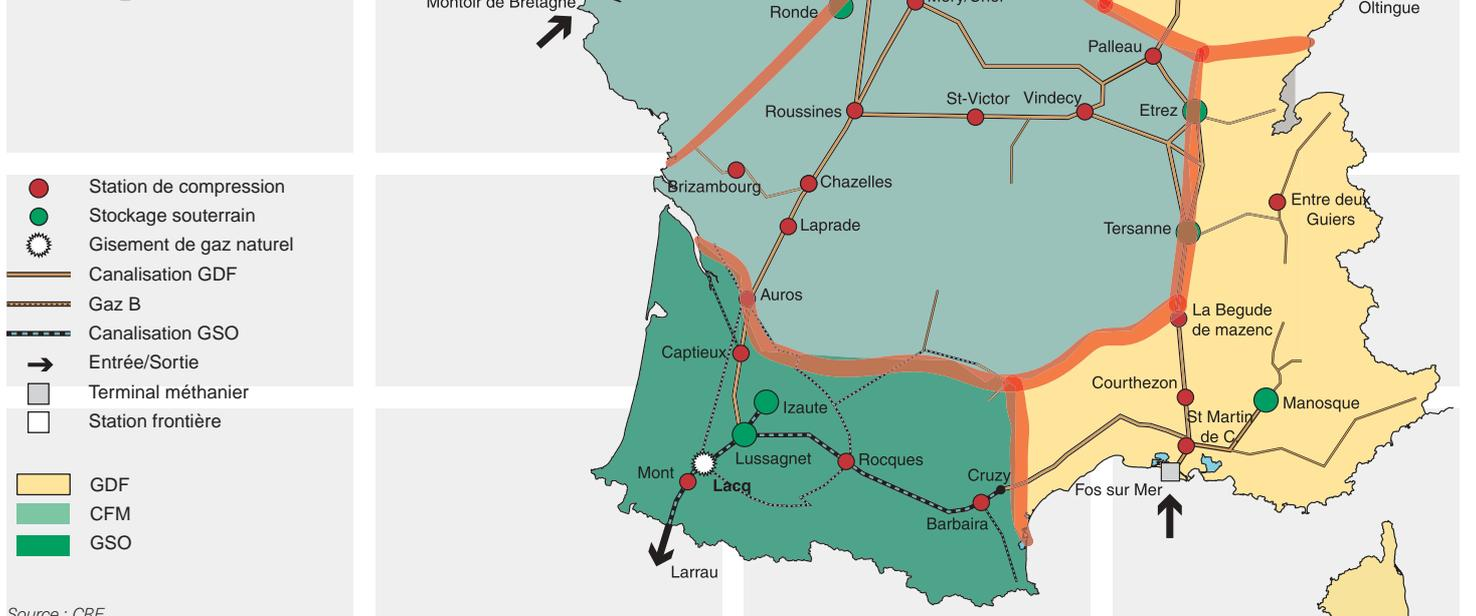 Montoir de Bretagne
Ronde
Méry/Cher
Oltingue
Palleau
St-Victor
Vindecy
Roussines
Etrez
Station de compression
Brizambourg
Chazelles
Entre deux
Guiers
Stockage souterrain
Laprade
Tersanne
Gisement de gaz naturel
Canalisation GDF
Auros
Gaz B
La Begude
de mazenc
Canalisation GSO
Captieux
Entrée/Sortie
Courthezon
Terminal méthanier
Izaute
Manosque
Station frontière
St Martin
de C
Lussagnet
Rocques
Mont
Lacq
Cruzy
GDF
Fos sur Mer
CFM
Barbaira
GSO
Larrau
Source : CRE